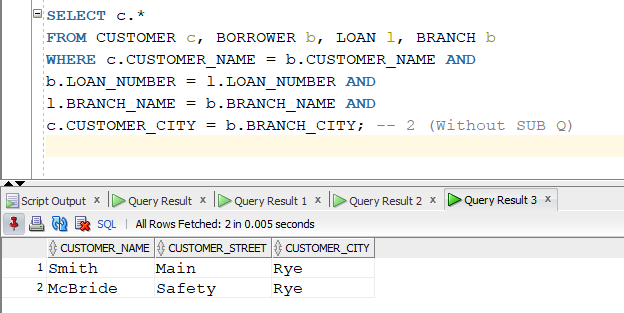 SELECT c.*
FROM CUSTOMER c, BORROWER b, LOAN l, BRANCH b
WHERE c.CUSTOMER_NAME = b.CUSTOMER_NAME AND
b.LOAN_NUMBER = l.LOAN_NUMBER AND
l.BRANCH_NAME = b.BRANCH_NAME AND
c.CUSTOMER_CITY = b.BRANCH_CITY; -- 2 (Without SUB Q)
Script Output x Query Result x Query Result 1 x Query Result 2 x Query Result 3 x
SQL | All Rows Fetched: 2 in 0.005 seconds
CUSTOMER_NAME CUSTOMER_STREET CUSTOMER_CITY
1 Smith Main Rye
2 McBride Safety Rye